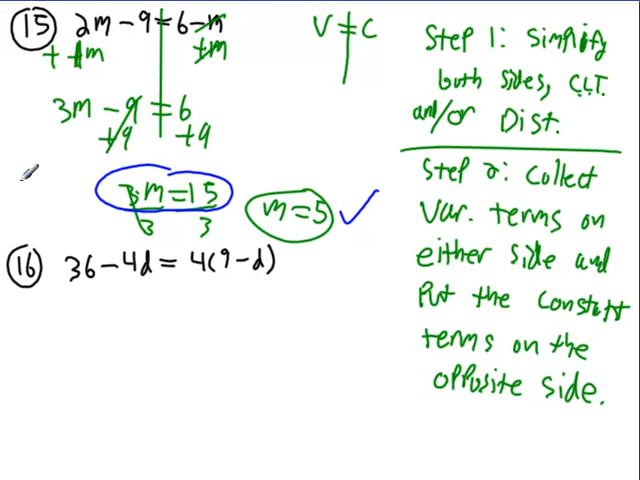 15 2m - 9 = 6 - m
+ 1m +m
3m - 9 = 6
+9 +9
3m = 15
3 3
m = 5
16 36 - 4d = 4(9 - d)
V = C
Step 1: Simplify
both sides, C.L.T.
and/or Dist.
Step 2: Collect
Var. terms on
either side and
Put the constant
terms on the
opposite side.